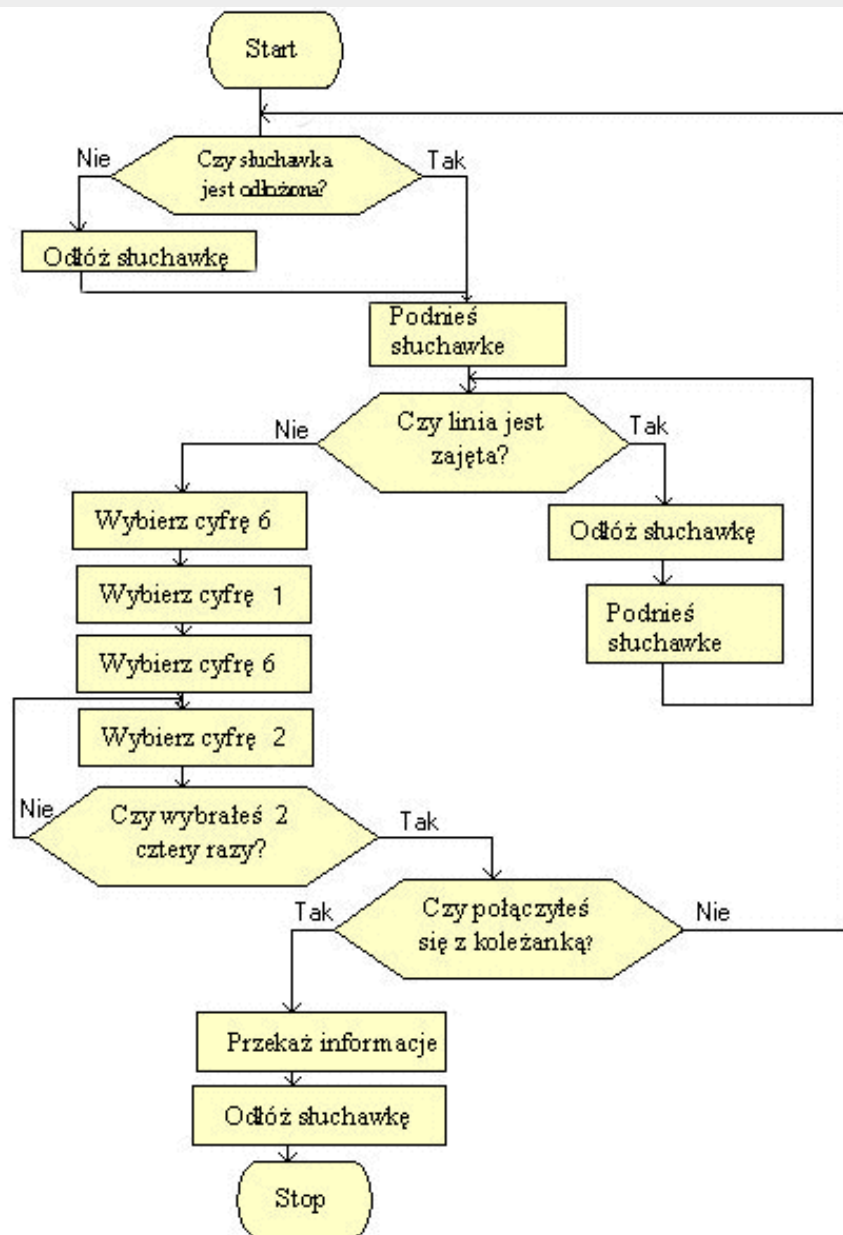 Start
Nie
Czy słuchawka
jest odłożona?
Tak
Odłóż słuchawkę
Podnieś
słuchawke
Nie
Czy linia jest
zajęta?
Tak
Wybierz cyfrę 6
Odłóż słuchawkę
Wybierz cyfrę 1
Podnieś
słuchawke
Wybierz cyfrę 6
Wybierz cyfrę 2
Nie
Czy wybrałeś 2
cztery razy?
Tak
Tak
Czy połączyłeś
się z koleżanką?
Nie
Przekaż informacje
Odłóż słuchawkę
Stop